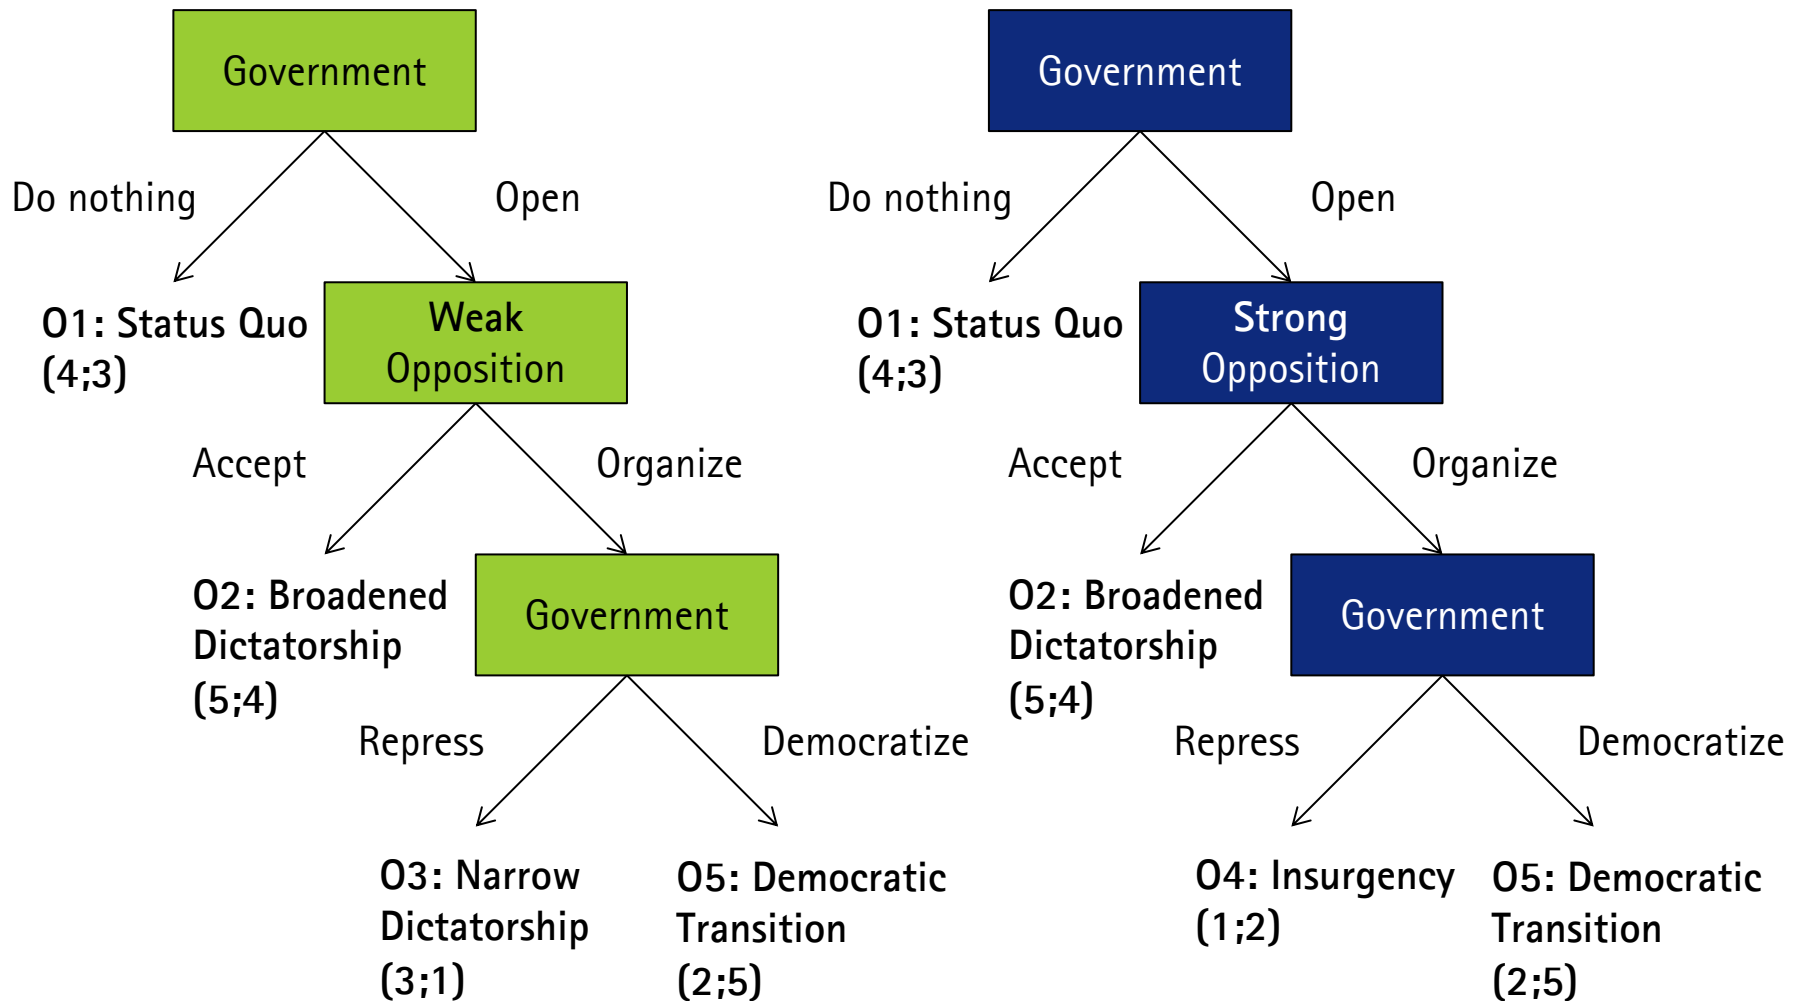 Government
Do nothing
Open
O1: Status Quo
(4;3)
Weak
Opposition
Accept
Organize
O2: Broadened
Dictatorship
(5;4)
Government
Repress
Democratize
O3: Narrow
Dictatorship
(3;1)
O5: Democratic
Transition
(2;5)
Government
Do nothing
Open
O1: Status Quo
(4;3)
Strong
Opposition
Accept
Organize
O2: Broadened
Dictatorship
(5;4)
Government
Repress
Democratize
O4: Insurgency
(1;2)
O5: Democratic
Transition
(2;5)